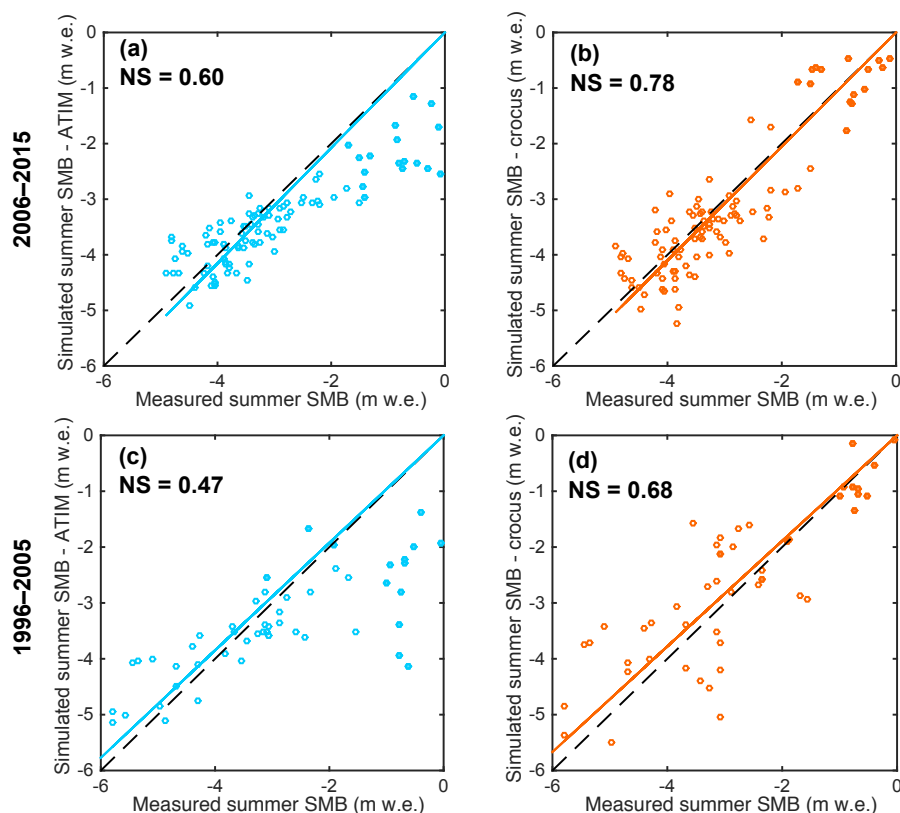 2006–2015
Simulated summer SMB - ATIM (m w.e.)
0
-1
-2
-3
-4
-5
-6
(a)
NS = 0.60
-6
-4
-2
0
Measured summer SMB (m w.e.)
Simulated summer SMB - crocus (m w.e.)
0
-1
-2
-3
-4
-5
-6
(b)
NS = 0.78
-6
-4
-2
0
Measured summer SMB (m w.e.)
1996–2005
Simulated summer SMB - ATIM (m w.e.)
0
-1
-2
-3
-4
-5
-6
(c)
NS = 0.47
-6
-4
-2
0
Measured summer SMB (m w.e.)
Simulated summer SMB - crocus (m w.e.)
0
-1
-2
-3
-4
-5
-6
(d)
NS = 0.68
-6
-4
-2
0
Measured summer SMB (m w.e.)